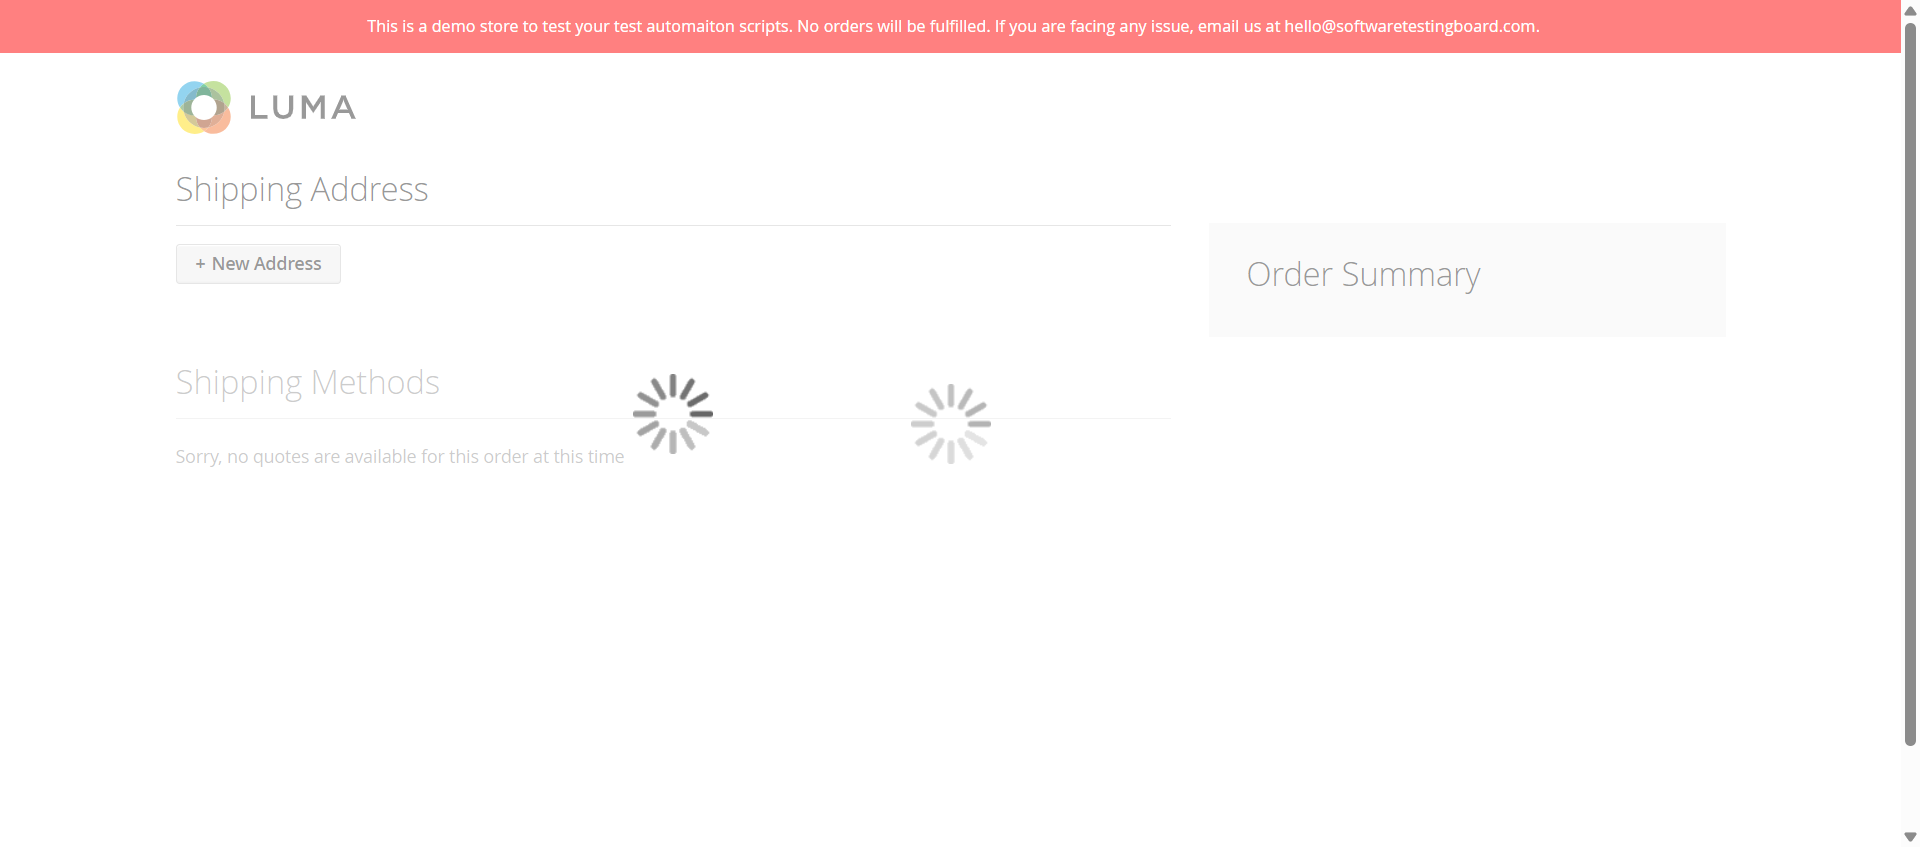 This is a demo store to test your test automaiton scripts. No orders will be fulfilled. If you are facing any issue, email us at hello@softwaretestingboard.com.
LUMA
Shipping Address
+ New Address
Order Summary
Shipping Methods
Sorry, no quotes are available for this order at this time